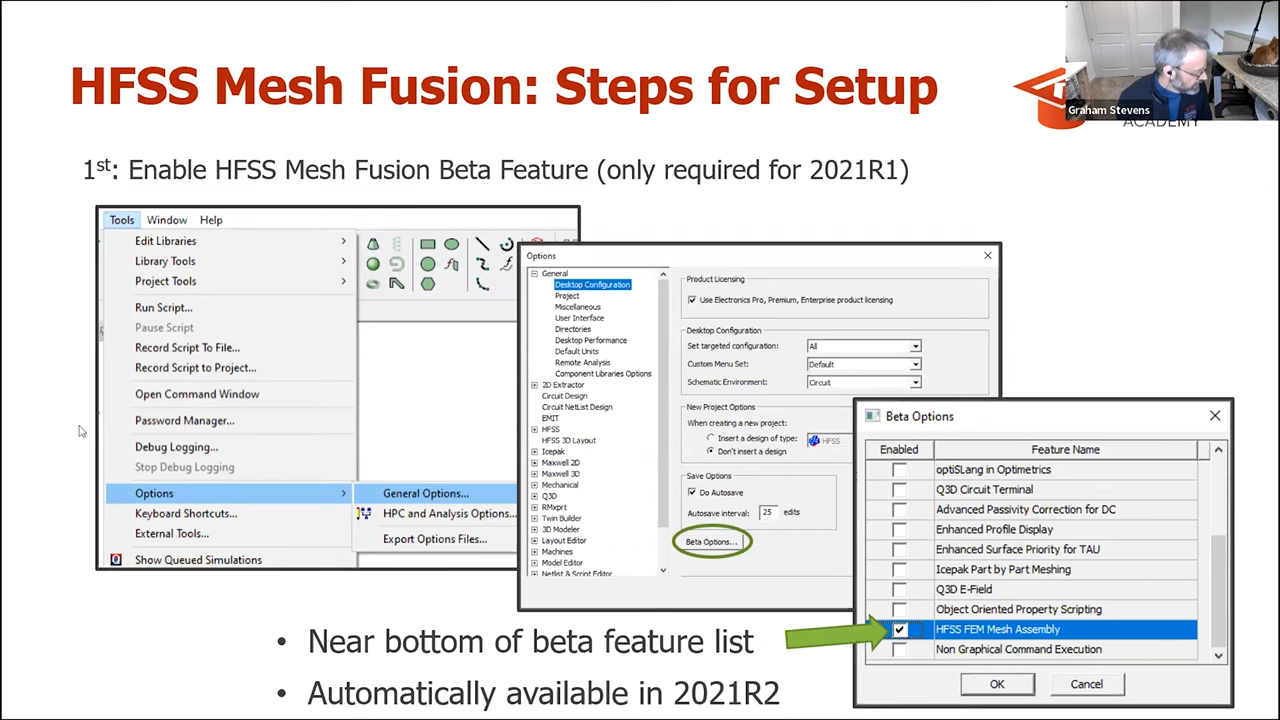 HFSS Mesh Fusion: Steps for Setup
Graham Stevens
ACADEMY
1st: Enable HFSS Mesh Fusion Beta Feature (only required for 2021R1)
Tools Window Help
Edit Libraries
Library Tools
Project Tools
Run Script...
Pause Script
Record Script To File...
Record Script to Project...
Open Command Window
Password Manager...
Debug Logging...
Stop Debug Logging
Options
Keyboard Shortcuts...
External Tools...
Show Queued Simulations
General Options...
HPC and Analysis Options...
Export Options Files...
Options
General
Desktop Configuration
Project
Miscellaneous
User Interface
Directories
Desktop Performance
Default Units
Remote Analysis
Component Libraries Options
2D Extractor
Circuit Design
Circuit NetList Design
EMIT
HFSS
HFSS 3D Layout
Icepak
Maxwell 2D
Maxwell 3D
Mechanical
Q3D
RMxprt
Twin Builder
3D Modeler
Layout Editor
Machines
Model Editor
Netlist & Script Editor
Product Licensing
Use Electronics Pro, Premium, Enterprise product licensing
Desktop Configuration
Set targeted configuration: All
Custom Menu Set: Default
Schematic Environment: Circuit
New Project Options
When creating a new project:
Insert a design of type: HFSS
Don't insert a design
Save Options
Do Autosave
Autosave interval: 25 edits
Beta Options...
Beta Options
Enabled Feature Name
optiSLang in Optimetrics
Q3D Circuit Terminal
Advanced Passivity Correction for DC
Enhanced Profile Display
Enhanced Surface Priority for TAU
Icepak Part by Part Meshing
Q3D E-Field
Object Oriented Property Scripting
HFSS FEM Mesh Assembly
Non Graphical Command Execution
OK Cancel
• Near bottom of beta feature list
• Automatically available in 2021R2